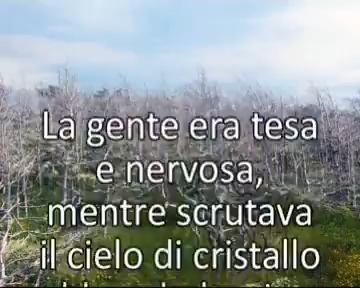 La gente era tesa
e nervosa,
mentre scrutava
il cielo di cristallo